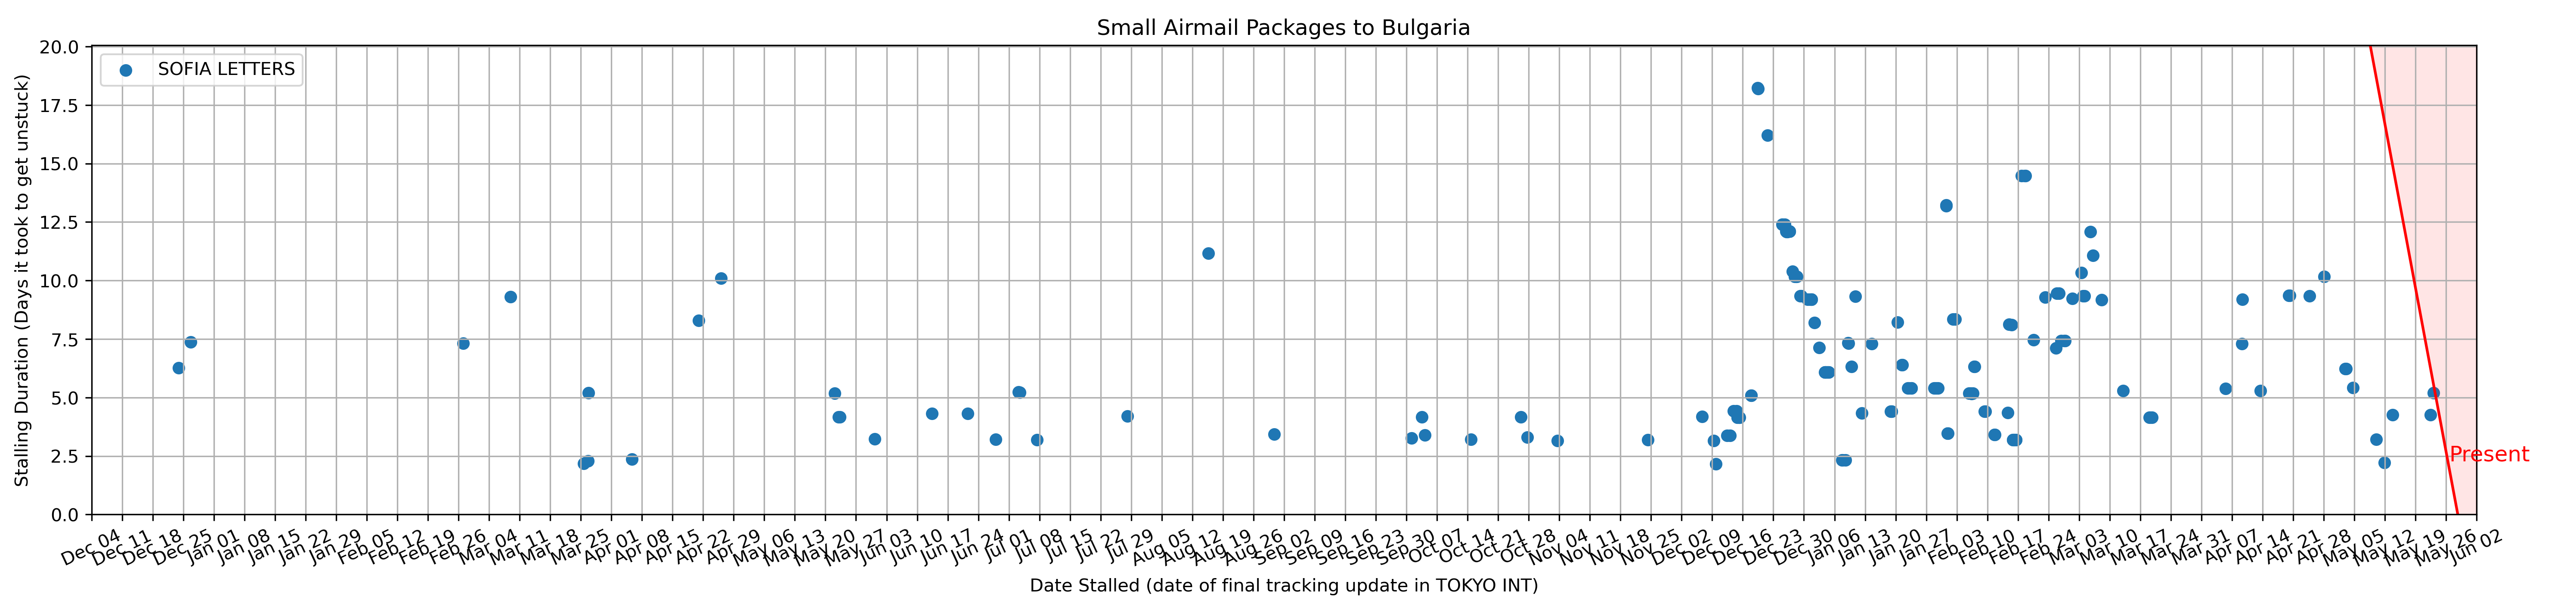 Small Airmail Packages to Bulgaria
SOFIA LETTERS
Stalling Duration (Days it took to get unstuck)
20.0
17.5
15.0
12.5
10.0
7.5
5.0
2.5
0.0
Present
Dec 04 Dec 11 Dec 18 Dec 25 Jan 01 Jan 08 Jan 15 Jan 22 Jan 29 Feb 05 Feb 12 Feb 19 Feb 26 Mar 04 Mar 11 Mar 18 Mar 25 Apr 01 Apr 08 Apr 15 Apr 22 Apr 29 May 06 May 13 May 20 May 27 Jun 03 Jun 10 Jun 17 Jun 24 Jul 01 Jul 08 Jul 15 Jul 22 Jul 29 Aug 05 Aug 12 Aug 19 Aug 26 Sep 02 Sep 09 Sep 16 Sep 23 Sep 30 Oct 07 Oct 14 Oct 21 Oct 28 Nov 04 Nov 11 Nov 18 Nov 25 Dec 02 Dec 09 Dec 16 Dec 23 Dec 30 Jan 06 Jan 13 Jan 20 Jan 27 Feb 03 Feb 10 Feb 17 Feb 24 Mar 03 Mar 10 Mar 17 Mar 24 Mar 31 Apr 07 Apr 14 Apr 21 Apr 28 May 05 May 12 May 19 May 26 Jun 02
Date Stalled (date of final tracking update in TOKYO INT)